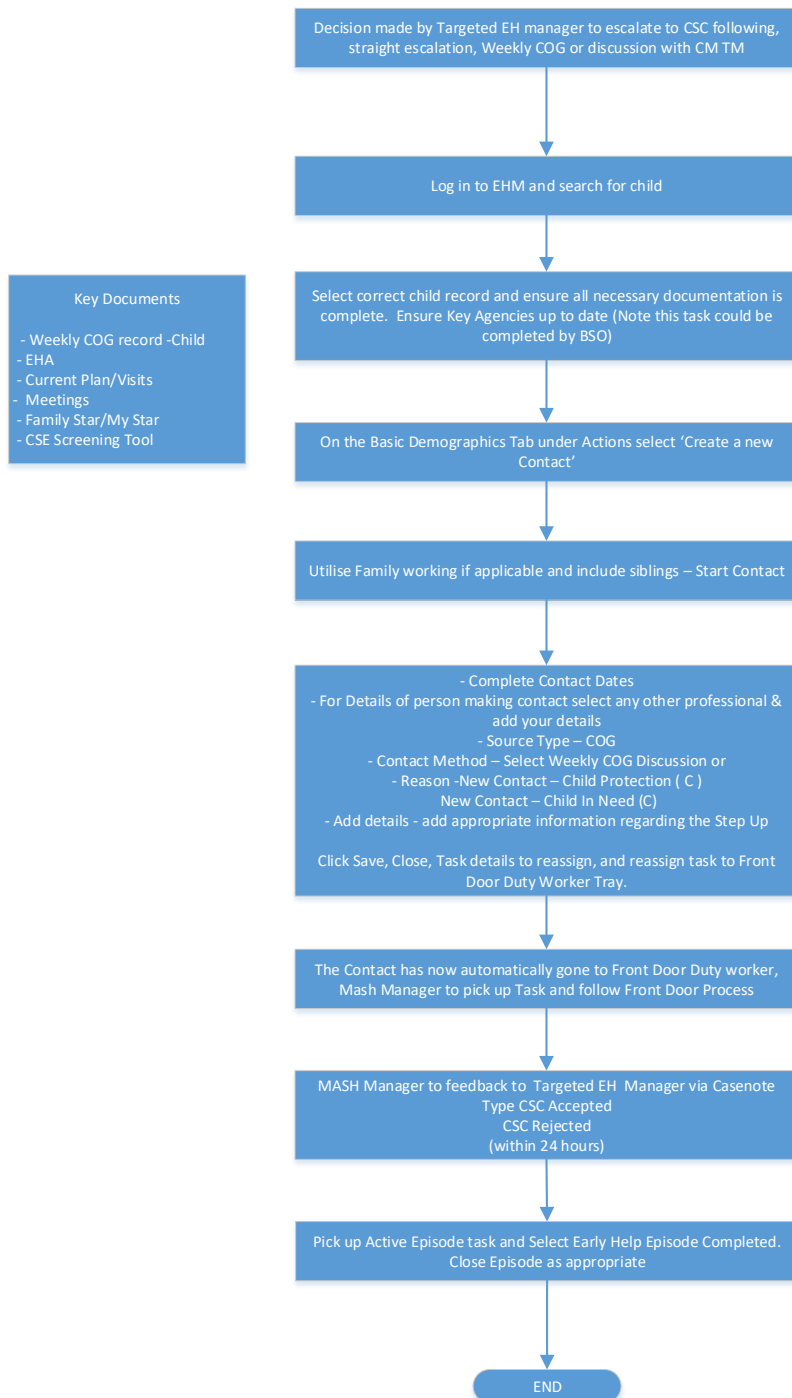 Decision made by Targeted EH manager to escalate to CSC following,
straight escalation, Weekly COG or discussion with CM TM
Log in to EHM and search for child
Key Documents
- Weekly COG record -Child
- EHA
- Current Plan/Visits
- Meetings
- Family Star/My Star
- CSE Screening Tool
Select correct child record and ensure all necessary documentation is
complete. Ensure Key Agencies up to date (Note this task could be
completed by BSO)
On the Basic Demographics Tab under Actions select ‘Create a new
Contact’
Utilise Family working if applicable and include siblings – Start Contact
- Complete Contact Dates
- For Details of person making contact select any other professional &
add your details
- Source Type – COG
- Contact Method – Select Weekly COG Discussion or
- Reason -New Contact – Child Protection ( C )
New Contact – Child In Need (C)
- Add details - add appropriate information regarding the Step Up
Click Save, Close, Task details to reassign, and reassign task to Front
Door Duty Worker Tray.
The Contact has now automatically gone to Front Door Duty worker,
Mash Manager to pick up Task and follow Front Door Process
MASH Manager to feedback to Targeted EH Manager via Casenote
Type CSC Accepted
CSC Rejected
(within 24 hours)
Pick up Active Episode task and Select Early Help Episode Completed.
Close Episode as appropriate
END